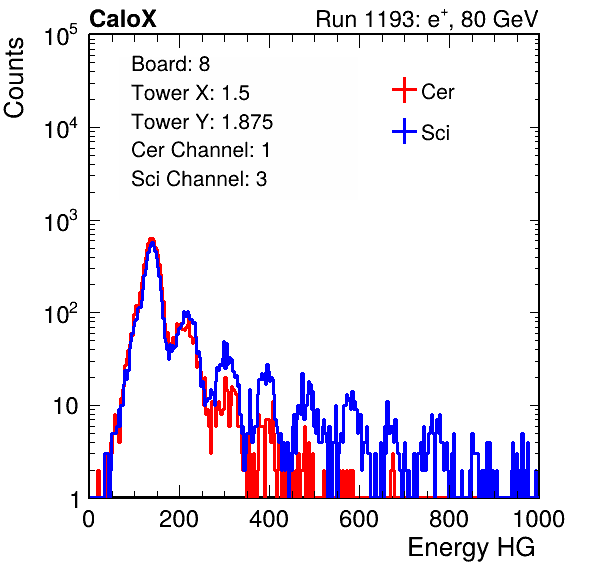 CaloX Run 1193: e⁺, 80 GeV
Counts
10⁵
10⁴
10³
10²
10
1
Board: 8
Tower X: 1.5
Tower Y: 1.875
Cer Channel: 1
Sci Channel: 3
Cer
Sci
0 200 400 600 800 1000
Energy HG